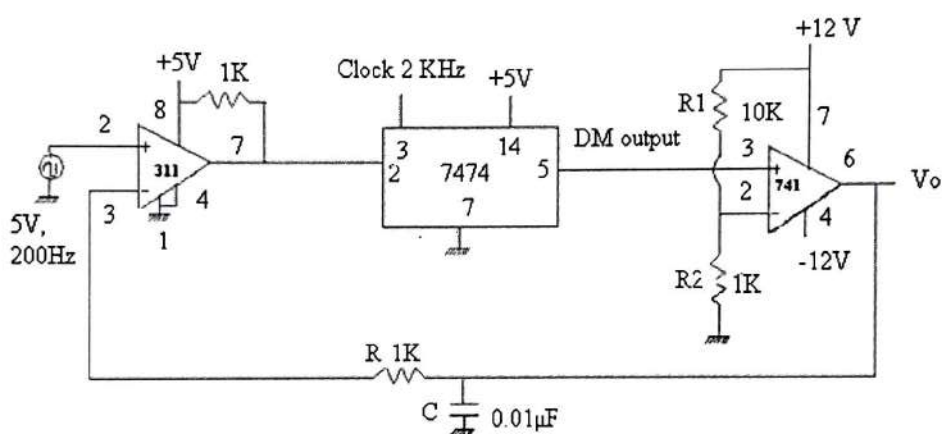 +12 V
+5V
1K
Clock 2 KHz
+5V
R1
10K
7
8
2
+
311
-
7
3
4
1
5V,
200Hz
3
2
14
7474
5
7
DM output
3
+
2
-
741
6
Vo
4
-12V
R2
1K
R 1K
C
0.01µF